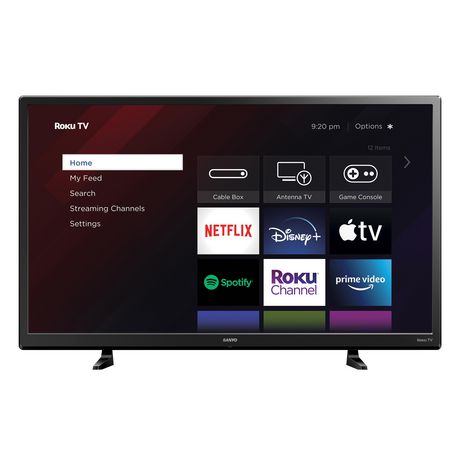 Roku TV
9:20 pm | Options ✱
12 items
Home
My Feed
Search
Streaming Channels
Settings
Cable Box
Antenna TV
Game Console
NETFLIX
Disney+
tv
Spotify
Roku Channel
prime video
SANYO
Roku TV